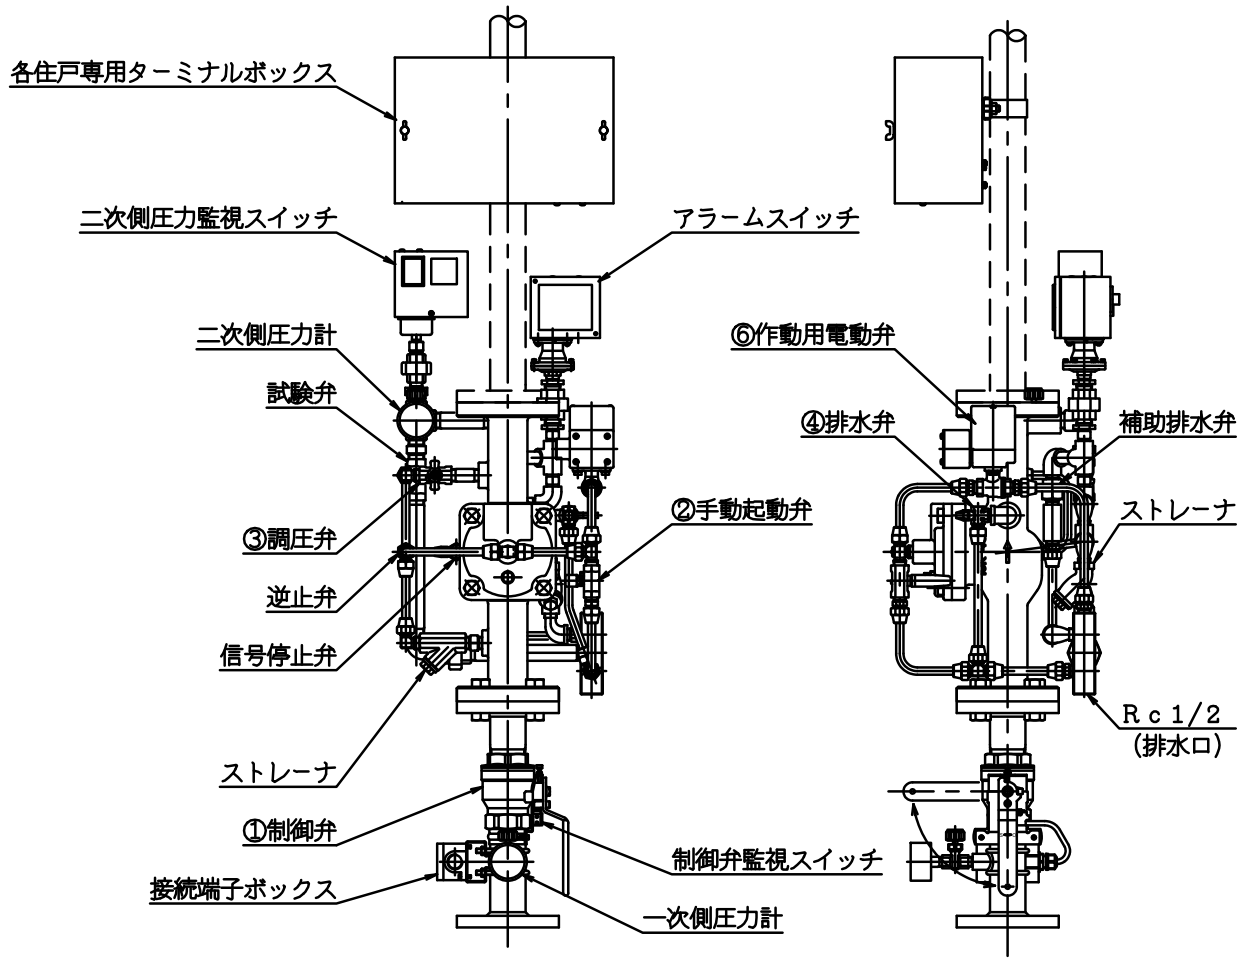 各住戸専用ターミナルボックス
二次側圧力監視スイッチ
アラームスイッチ
二次側圧力計
⑥作動用電動弁
試験弁
④排水弁
補助排水弁
②手動起動弁
ストレーナ
③調圧弁
逆止弁
信号停止弁
Ｒｃ1/2
(排水口)
ストレーナ
①制御弁
制御弁監視スイッチ
接続端子ボックス
一次側圧力計